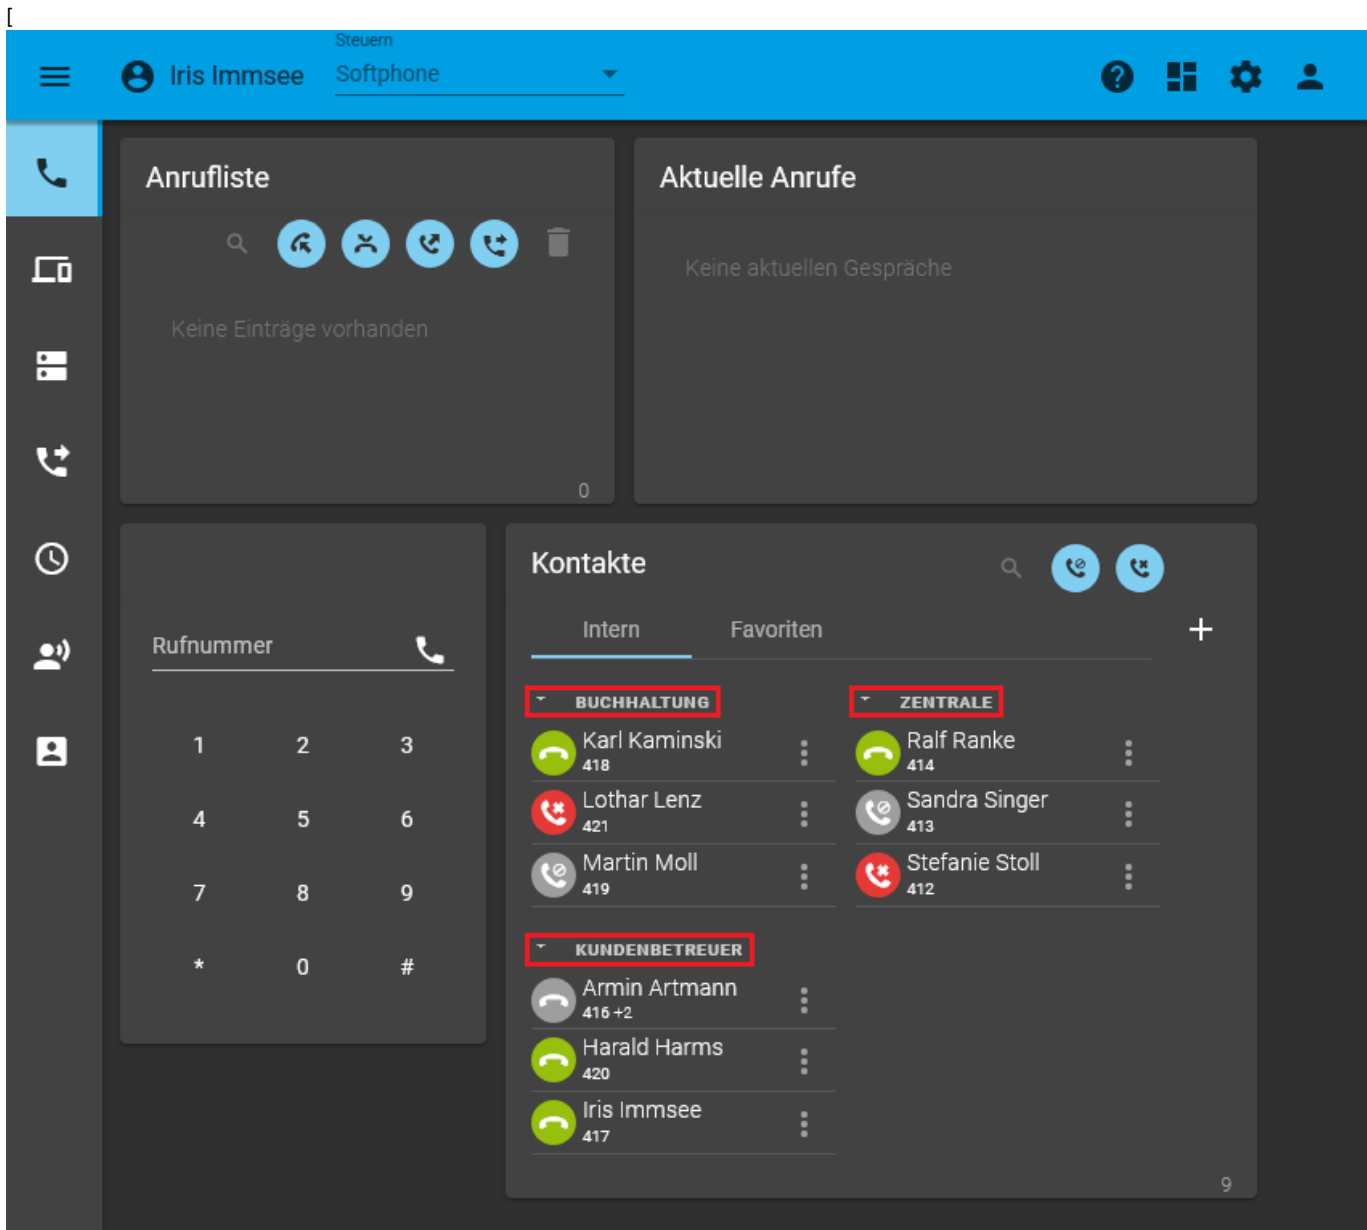 [
Steuern
Iris Immsee Softphone
Anrufliste
Keine Einträge vorhanden
0
Aktuelle Anrufe
Keine aktuellen Gespräche
Rufnummer
1 2 3
4 5 6
7 8 9
* 0 #
Kontakte
Intern Favoriten
BUCHHALTUNG
Karl Kaminski
418
Lothar Lenz
421
Martin Moll
419
ZENTRALE
Ralf Ranke
414
Sandra Singer
413
Stefanie Stoll
412
KUNDENBETREUER
Armin Artmann
416 +2
Harald Harms
420
Iris Immsee
417
9